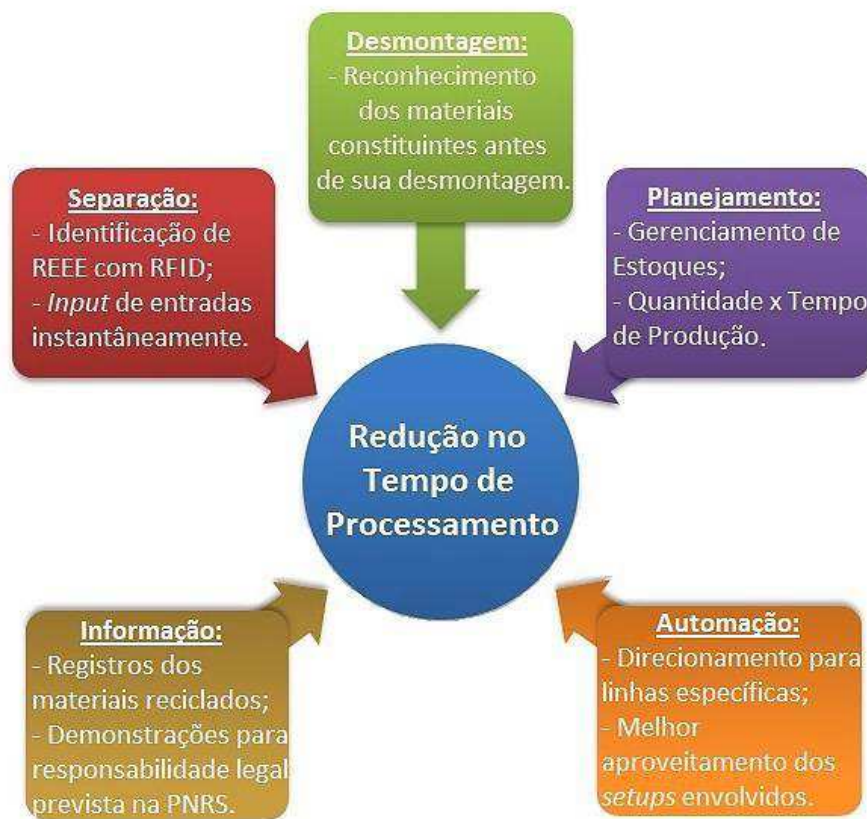 Desmontagem:
- Reconhecimento
dos materiais
constituintes antes
de sua desmontagem.
Separação:
- Identificação de
REEE com RFID;
- Input de entradas
instantâneamente.
Planejamento:
- Gerenciamento de
Estoques;
- Quantidade x Tempo
de Produção.
Redução no
Tempo de
Processamento
Informação:
- Registros dos
materiais reciclados;
- Demonstrações para
responsabilidade legal
prevista na PNRS.
Automação:
- Direcionamento para
linhas específicas;
- Melhor
aproveitamento dos
setups envolvidos.